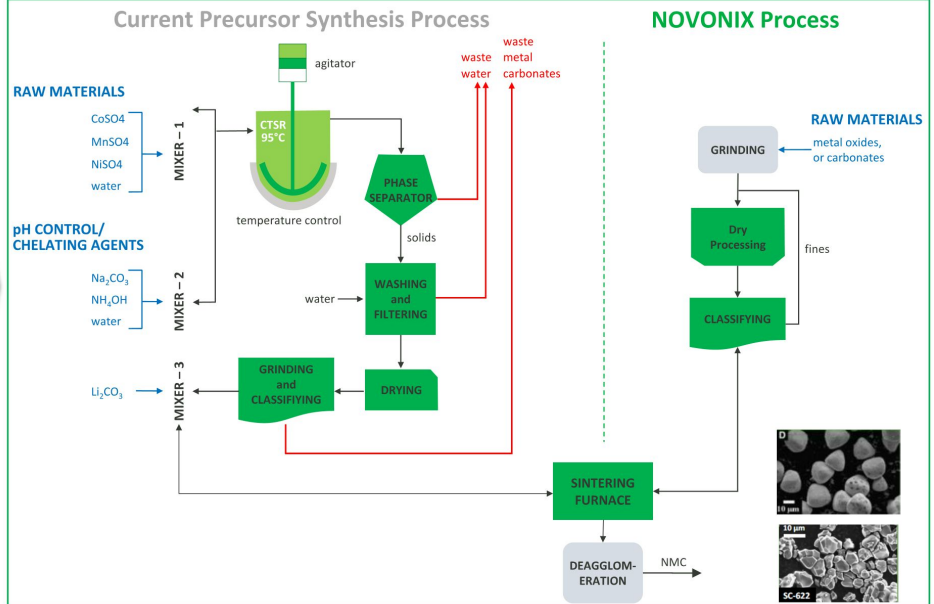 Current Precursor Synthesis Process
NOVONIX Process
agitator
waste
water
waste
metal
carbonates
RAW MATERIALS
CoSO4
MnSO4
NiSO4
water
MIXER – 1
CTSR
95°C
temperature control
PHASE
SEPARATOR
solids
pH CONTROL/
CHELATING AGENTS
Na₂CO₃
NH₄OH
water
MIXER – 2
water
WASHING
and
FILTERING
DRYING
GRINDING
and
CLASSIFIYING
Li₂CO₃
MIXER – 3
RAW MATERIALS
metal oxides,
or carbonates
GRINDING
Dry
Processing
fines
CLASSIFYING
SINTERING
FURNACE
DEAGGLOM-
ERATION
NMC
D
10 µm
10 µm
SC-622